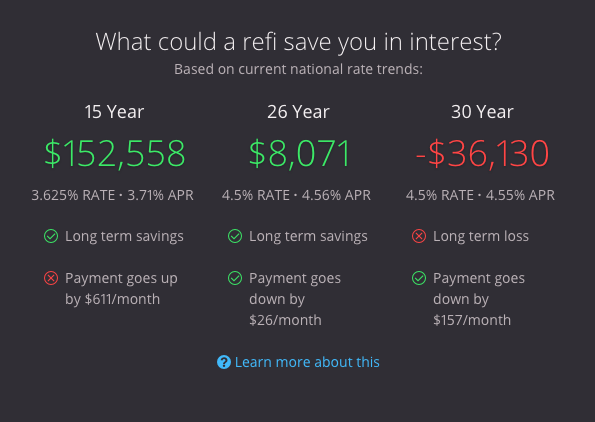 What could a refi save you in interest?
Based on current national rate trends:
15 Year
$152,558
3.625% RATE • 3.71% APR
Long term savings
Payment goes up
by $611/month
26 Year
$8,071
4.5% RATE • 4.56% APR
Long term savings
Payment goes
down by
$26/month
30 Year
-$36,130
4.5% RATE • 4.55% APR
Long term loss
Payment goes
down by
$157/month
? Learn more about this